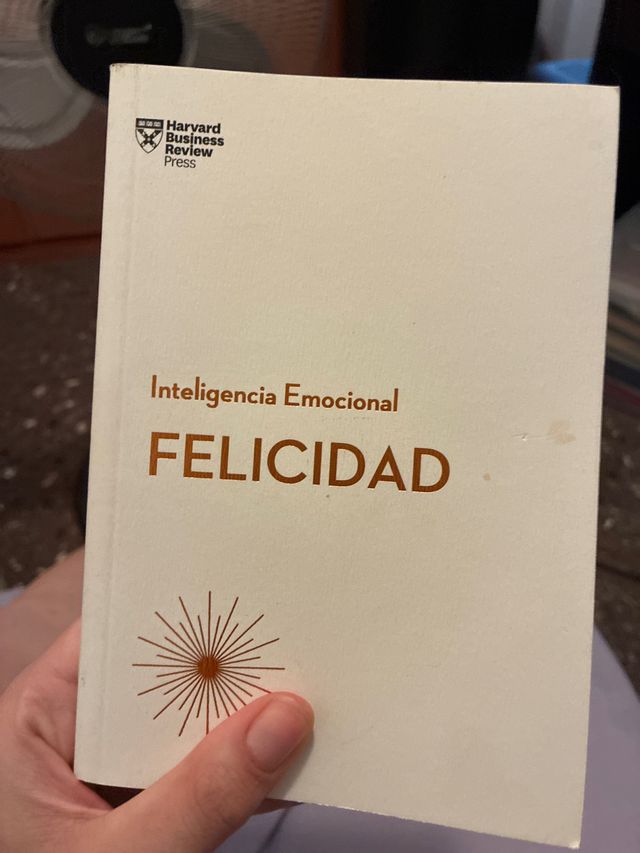 Harvard
Business
Review
Press
Inteligencia Emocional
FELICIDAD